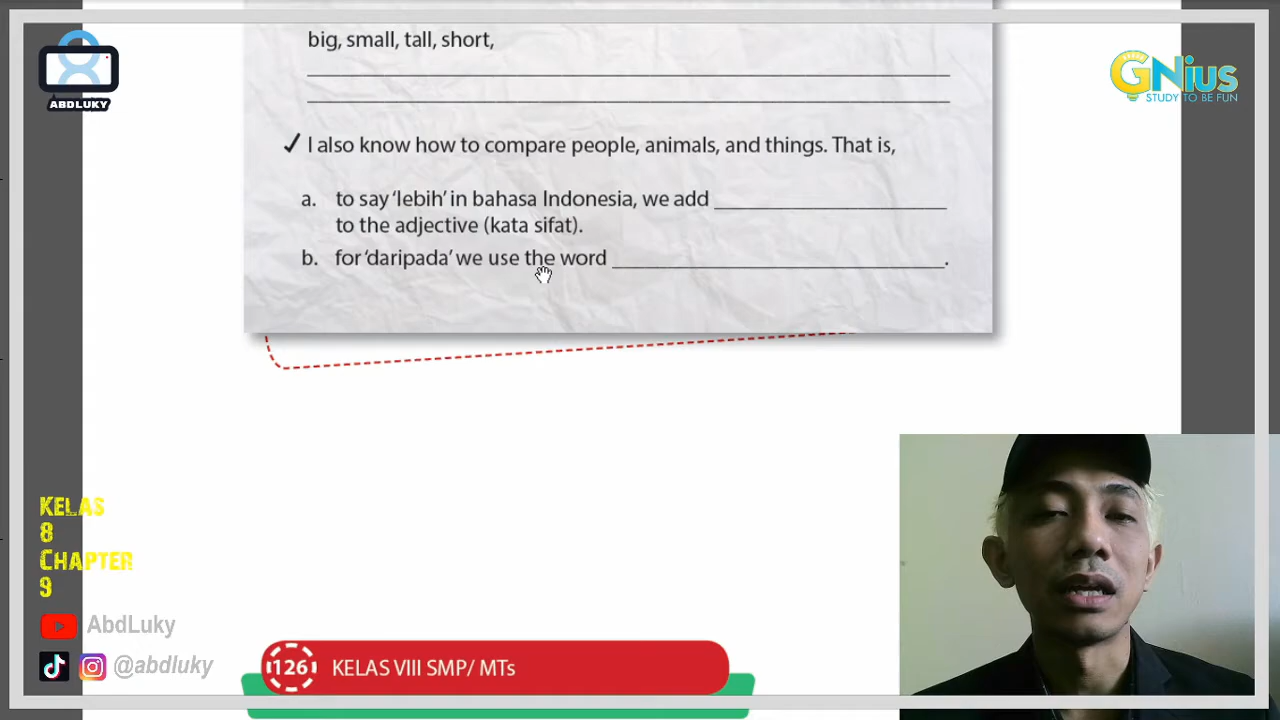 big, small, tall, short,
ABDLUKY
GNius
STUDY TO BE FUN
✓ I also know how to compare people, animals, and things. That is,
a. to say ‘lebih’ in bahasa Indonesia, we add ____________________
to the adjective (kata sifat).
b. for ‘daripada’ we use the word ____________________.
KELAS
8
CHAPTER
9
AbdLuky
@abdluky
126 KELAS VIII SMP/ MTs